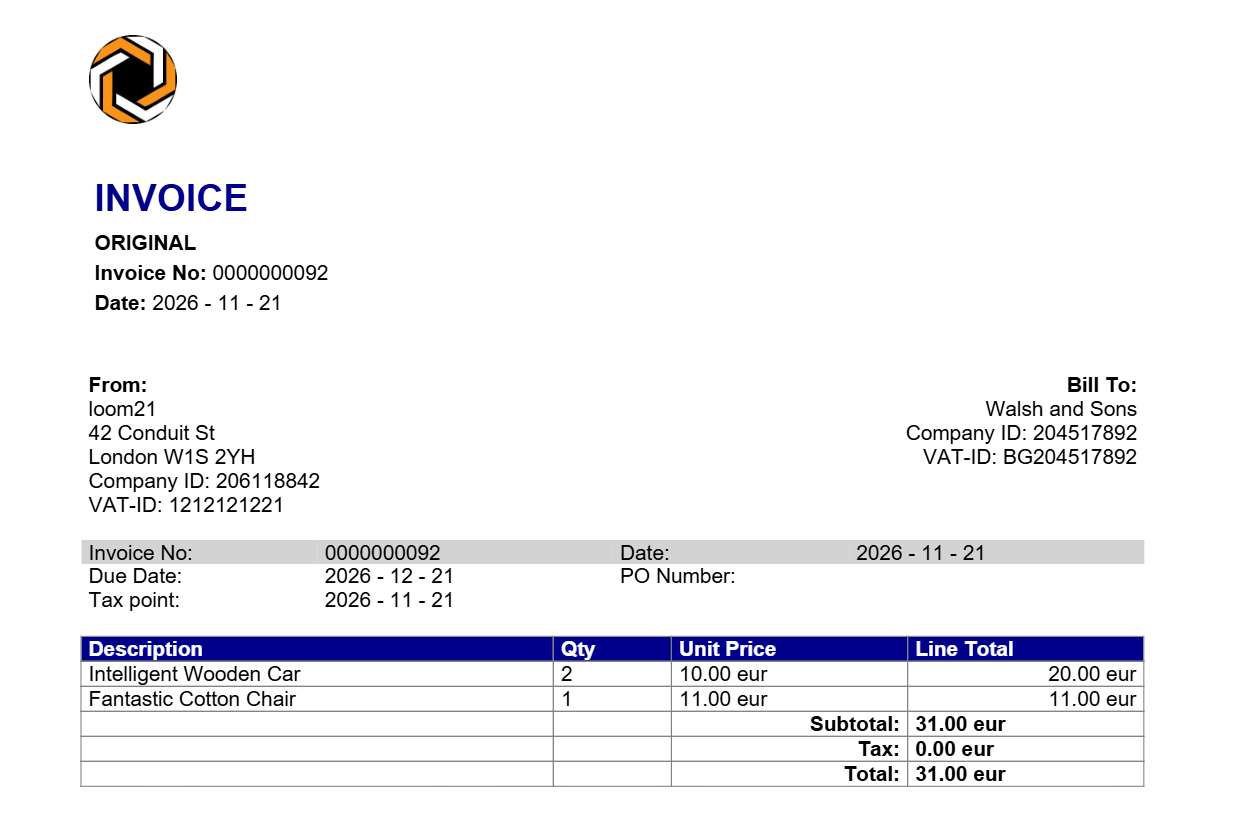 INVOICE
ORIGINAL
Invoice No: 0000000092
Date: 2026 - 11 - 21
From:
loom21
42 Conduit St
London W1S 2YH
Company ID: 206118842
VAT-ID: 1212121221
Bill To:
Walsh and Sons
Company ID: 204517892
VAT-ID: BG204517892
Invoice No: 0000000092 Date: 2026 - 11 - 21
Due Date: 2026 - 12 - 21 PO Number:
Tax point: 2026 - 11 - 21
Description Qty Unit Price Line Total
Intelligent Wooden Car 2 10.00 eur 20.00 eur
Fantastic Cotton Chair 1 11.00 eur 11.00 eur
Subtotal: 31.00 eur
Tax: 0.00 eur
Total: 31.00 eur